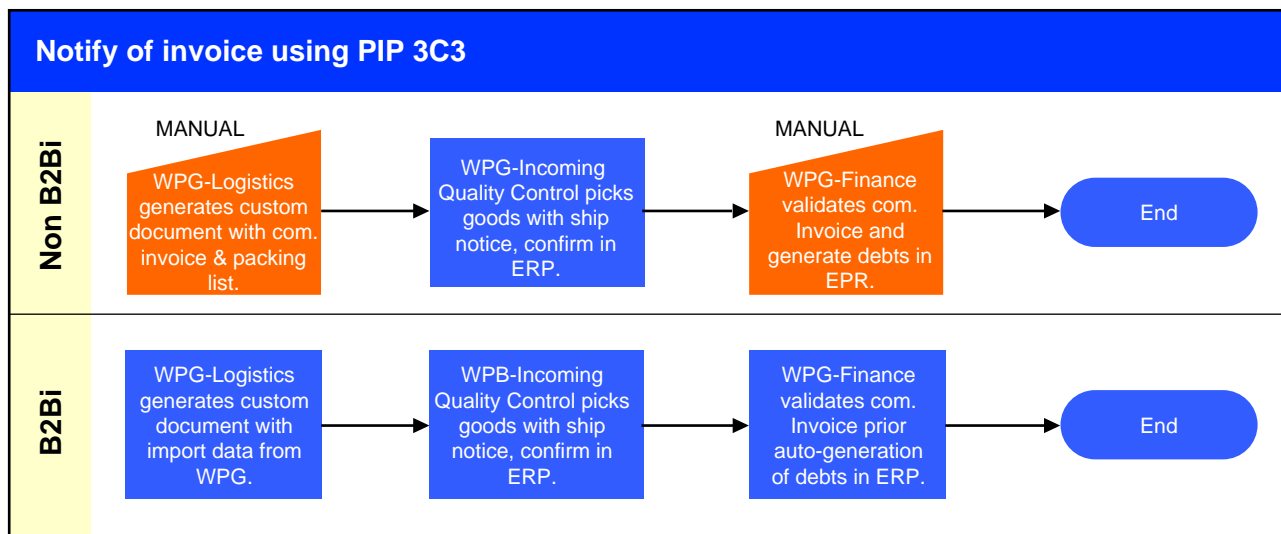 Notify of invoice using PIP 3C3
Non B2Bi
MANUAL
WPG-Logistics
generates custom
document with com.
invoice & packing
list.
WPG-Incoming
Quality Control picks
goods with ship
notice, confirm in
ERP.
MANUAL
WPG-Finance
validates com.
Invoice and
generate debts in
EPR.
End
B2Bi
WPG-Logistics
generates custom
document with
import data from
WPG.
WPB-Incoming
Quality Control picks
goods with ship
notice, confirm in
ERP.
WPG-Finance
validates com.
Invoice prior
auto-generation
of debts in ERP.
End